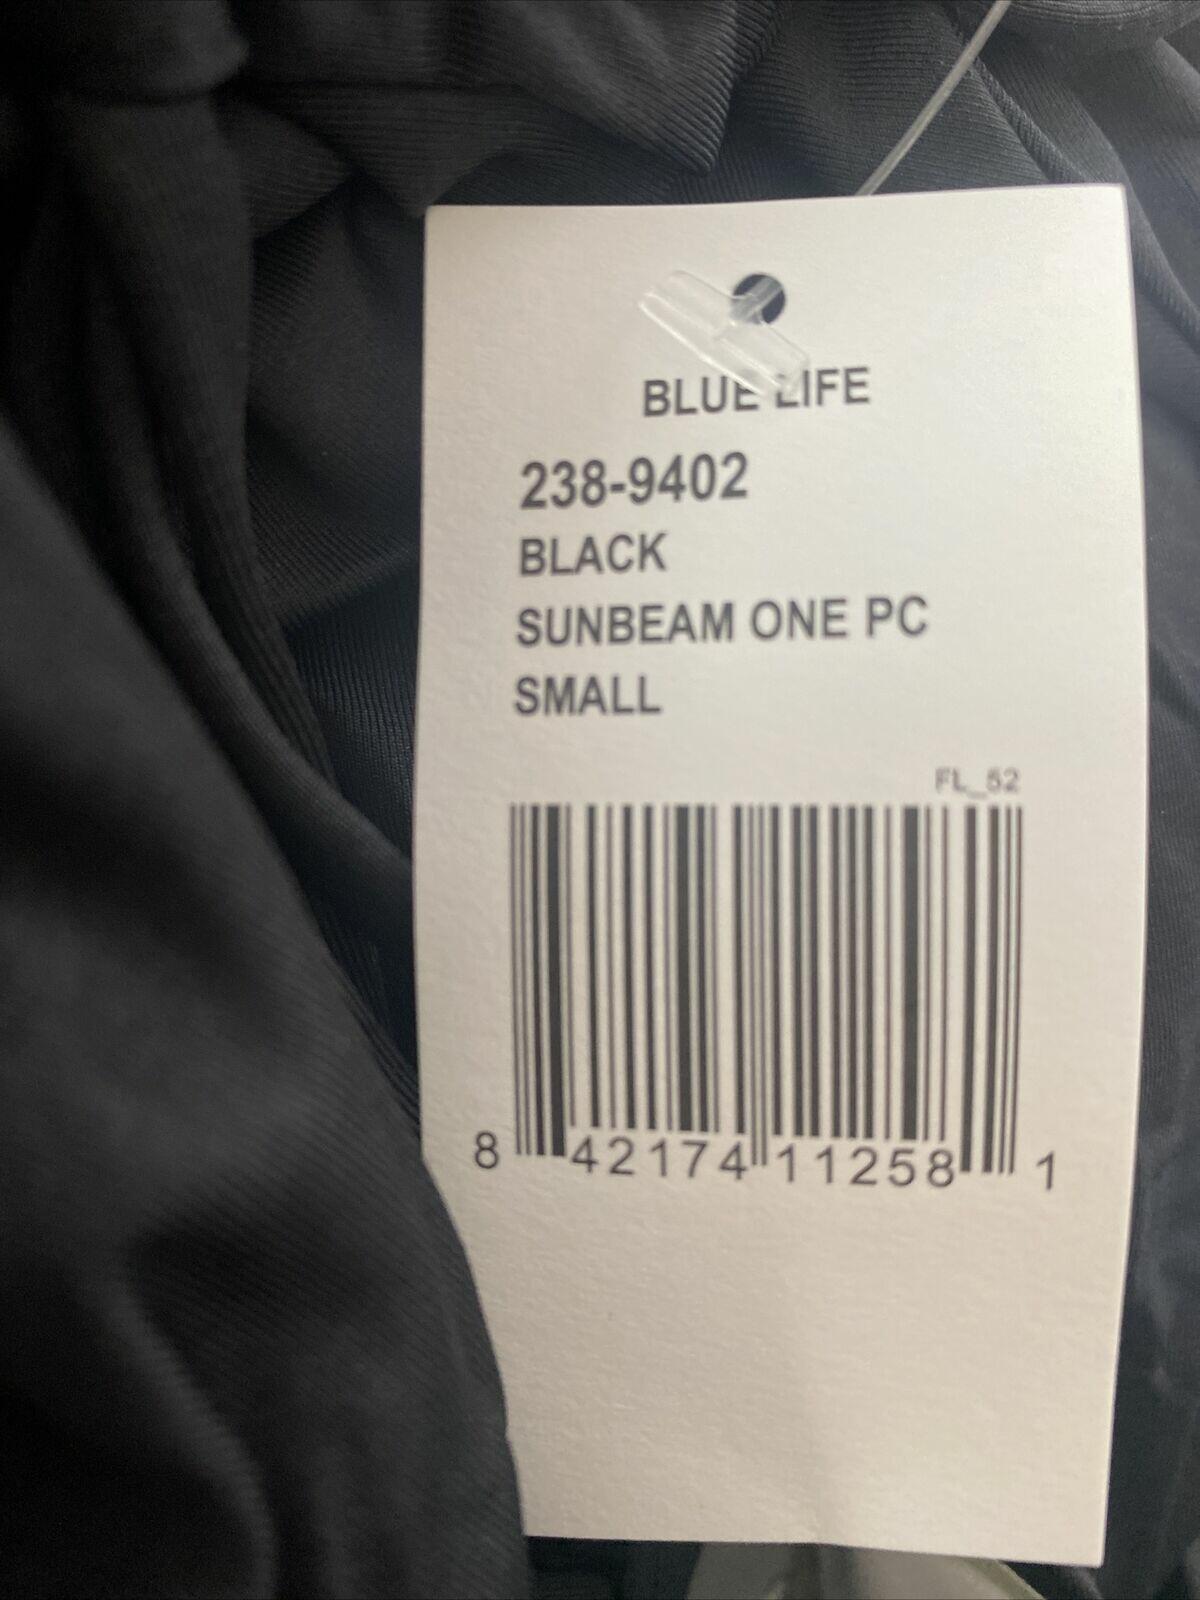 BLUE LIFE
238-9402
BLACK
SUNBEAM ONE PC
SMALL
FL_52
8 42174 11258 1